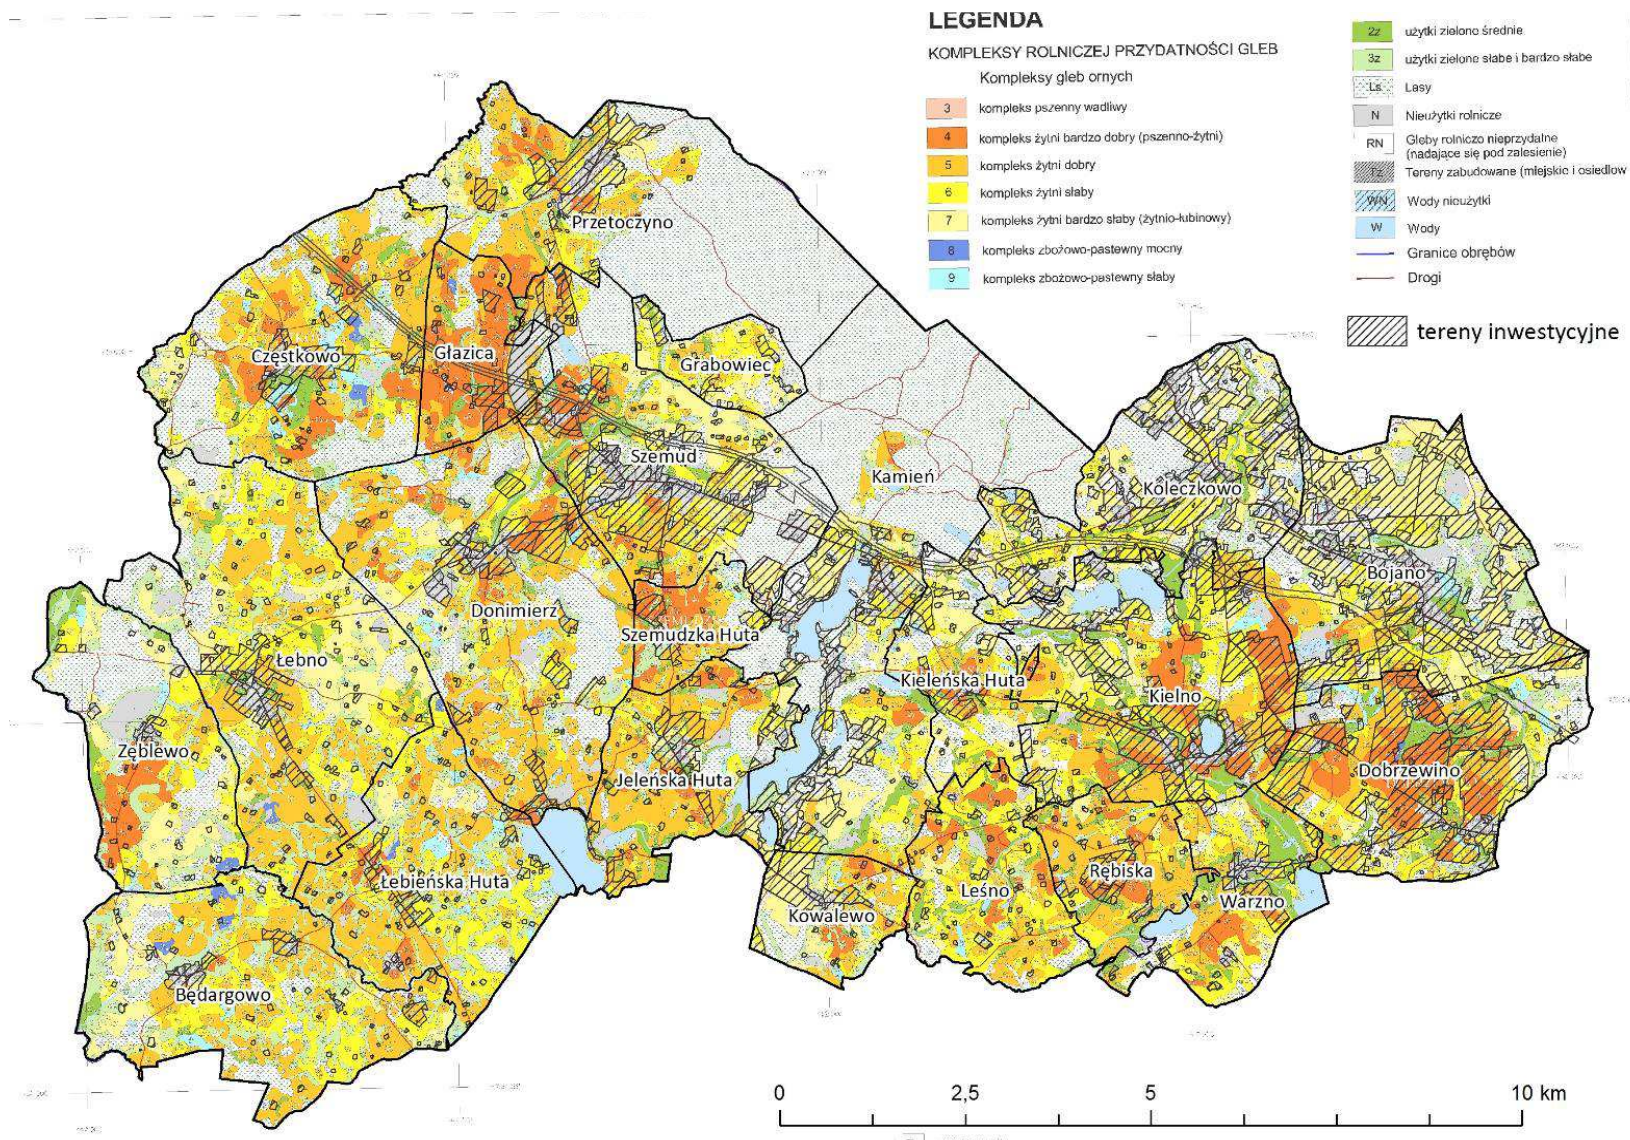 LEGENDA
KOMPLEKSY ROLNICZEJ PRZYDATNOŚCI GLEB
Kompleksy gleb ornych
3 kompleks pszenny wadliwy
4 kompleks żytni bardzo dobry (pszenno-żytni)
5 kompleks żytni dobry
6 kompleks żytni słaby
7 kompleks żytni bardzo słaby (żytnio-łubinowy)
8 kompleks zbożowo-pastewny mocny
9 kompleks zbożowo-pastewny słaby
2z użytki zielone średnie
3z użytki zielone słabe i bardzo słabe
Ls Lasy
N Nieużytki rolnicze
RN Gleby rolniczo nieprzydatne
(nadające się pod zalesienie)
Tz Tereny zabudowane (miejskie i osiedlow
WN Wody nieużytki
W Wody
Granice obrębów
Drogi
tereny inwestycyjne
Przetoczyno
Częstkowo
Głazica
Grabowiec
Szemud
Kamień
Koleczkowo
Bojano
Donimierz
Szemudzka Huta
Łebno
Kieleńska Huta
Kielno
Zęblewo
Jeleńska Huta
Dobrzewino
Łebieńska Huta
Leśno
Rębiska
Warzno
Kowalewo
Będargowo
0 2,5 5 10 km